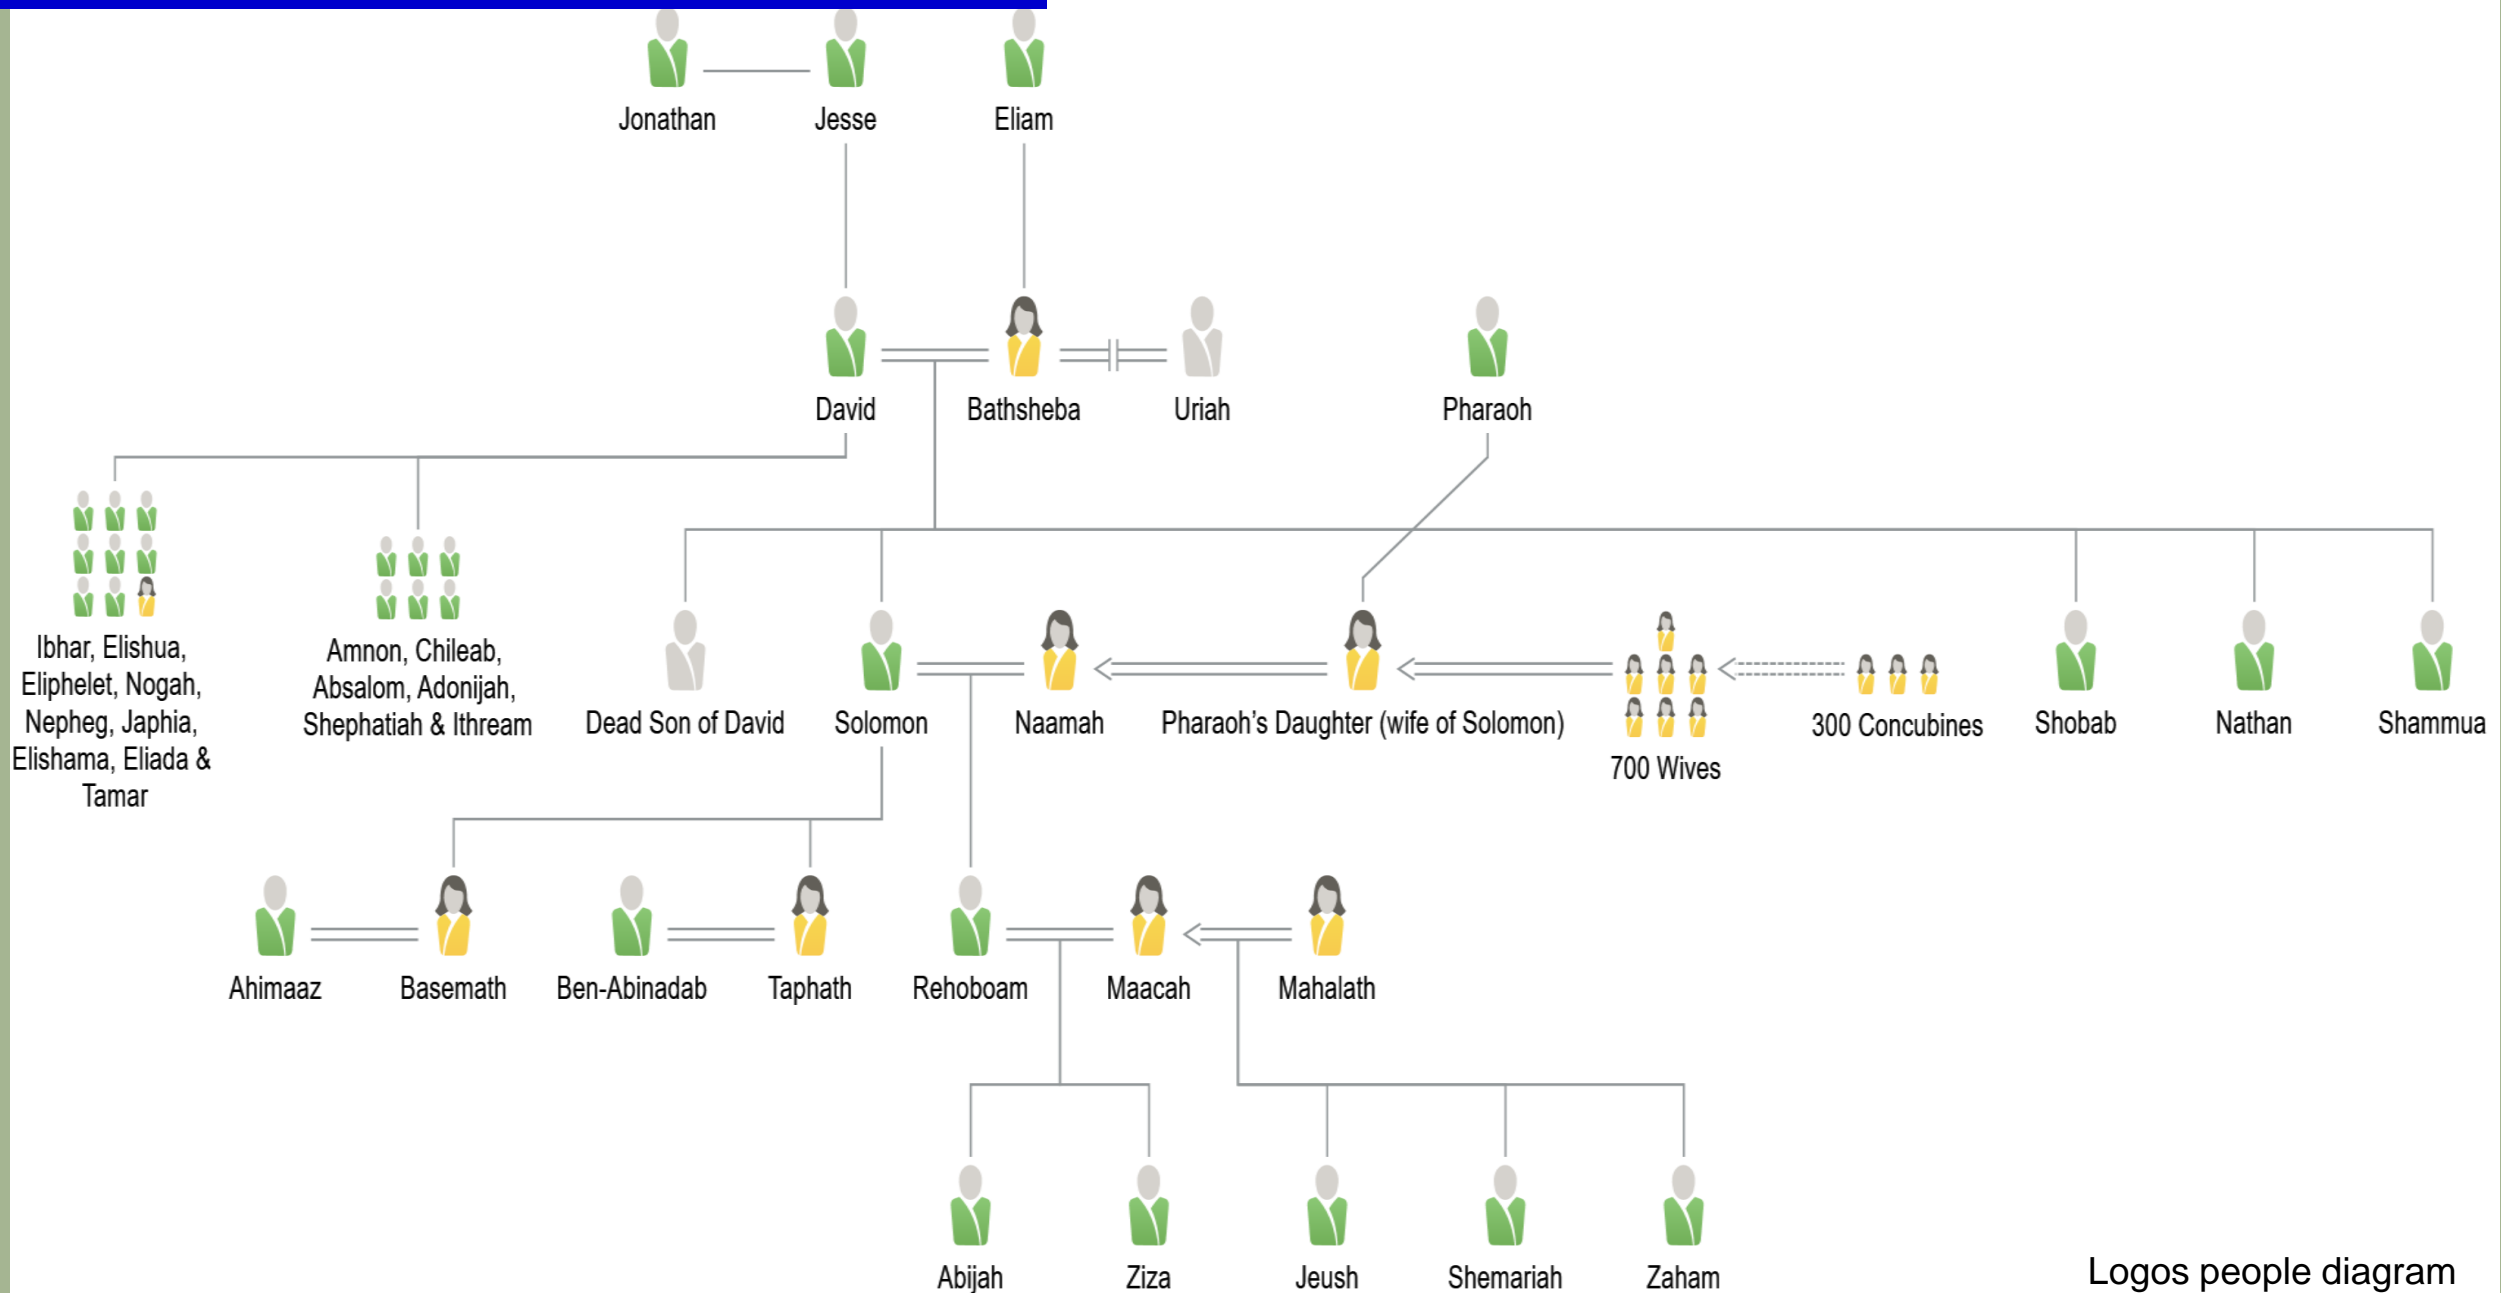 Jonathan
Jesse
Eliam
David
Bathsheba
Uriah
Pharaoh
Ibhar, Elishua,
Eliphelet, Nogah,
Nepheg, Japhia,
Elishama, Eliada &
Tamar
Amnon, Chileab,
Absalom, Adonijah,
Shephatiah & Ithream
Dead Son of David
Solomon
Naamah
Pharaoh's Daughter (wife of Solomon)
700 Wives
300 Concubines
Shobab
Nathan
Shammua
Ahimaaz
Basemath
Ben-Abinadab
Taphath
Rehoboam
Maacah
Mahalath
Abijah
Ziza
Jeush
Shemariah
Zaham
Logos people diagram